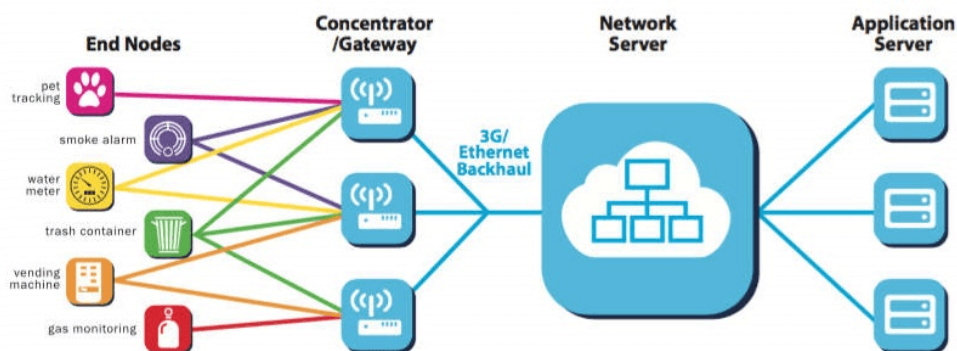 End Nodes
Concentrator
/Gateway
Network
Server
Application
Server
pet
tracking
smoke alarm
water
meter
trash container
vending
machine
gas monitoring
3G/
Ethernet
Backhaul